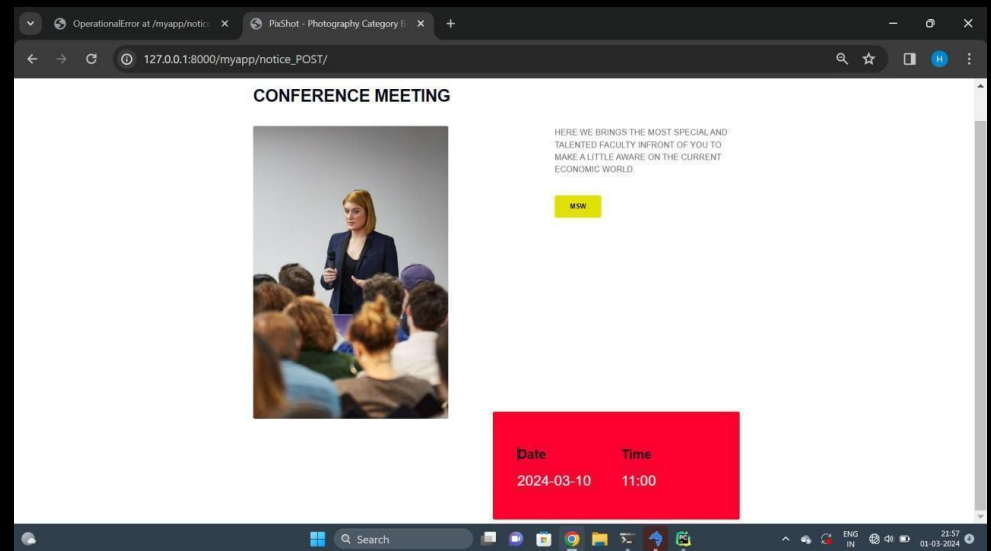 OperationalError at /myapp/notic
PixShot - Photography Category B
127.0.0.1:8000/myapp/notice_POST/
H
CONFERENCE MEETING
HERE WE BRINGS THE MOST SPECIAL AND
TALENTED FACULTY INFRONT OF YOU TO
MAKE A LITTLE AWARE ON THE CURRENT
ECONOMIC WORLD
MSW
Date Time
2024-03-10 11:00
Search
ENG
IN
21:57
01-03-2024